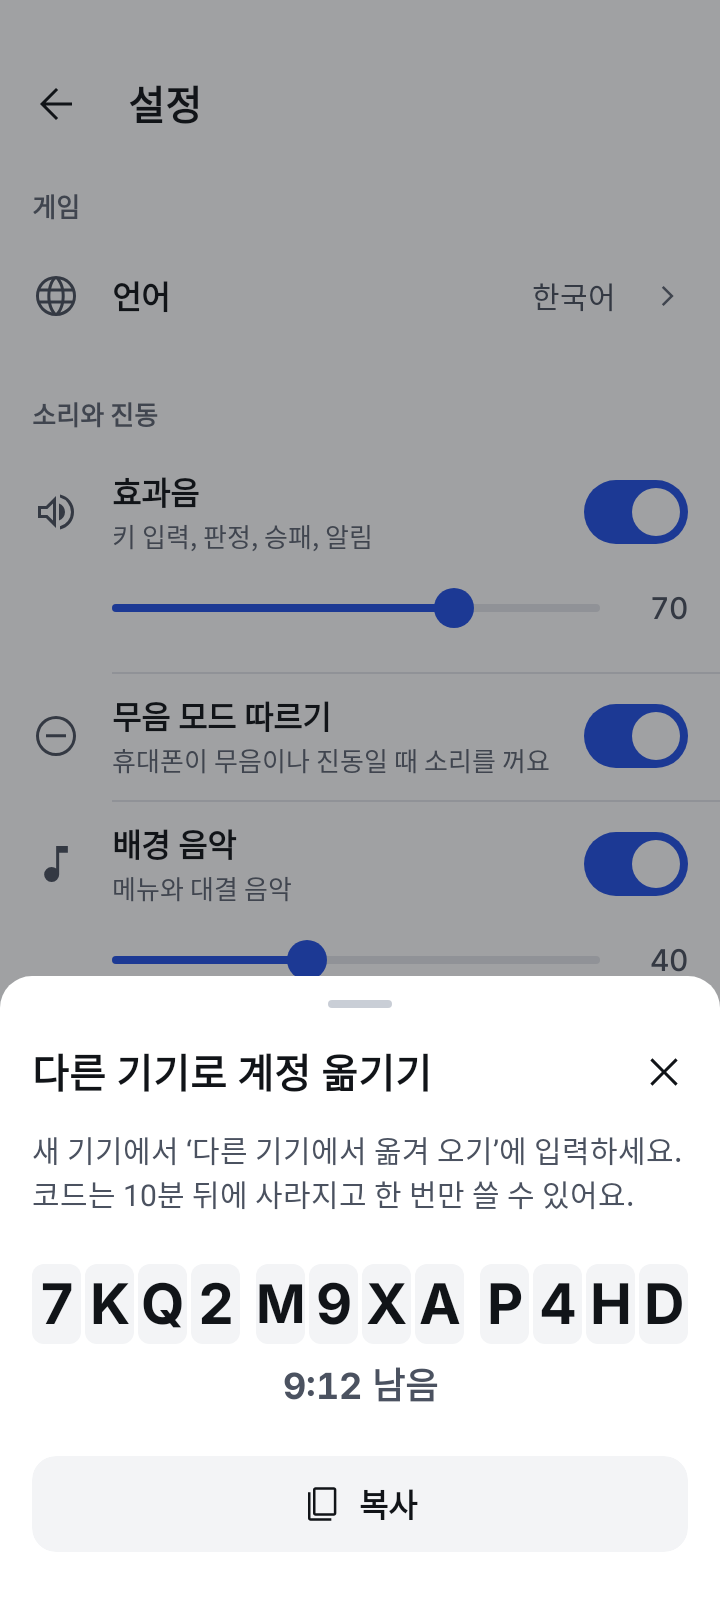 설정
게임
언어 한국어
소리와 진동
효과음
키 입력, 판정, 승패, 알림
70
무음 모드 따르기
휴대폰이 무음이나 진동일 때 소리를 꺼요
배경 음악
메뉴와 대결 음악
40
다른 기기로 계정 옮기기
새 기기에서 ‘다른 기기에서 옮겨 오기’에 입력하세요.
코드는 10분 뒤에 사라지고 한 번만 쓸 수 있어요.
7KQ2 M9XA P4HD
9:12 남음
복사